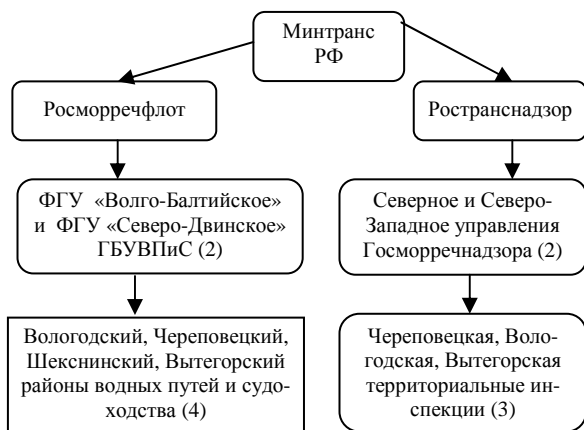 Минтранс
РФ
Росморречфлот
Ространснадзор
ФГУ «Волго-Балтийское»
и ФГУ «Северо-Двинское»
ГБУВПиС (2)
Северное и Северо-
Западное управления
Госморречнадзора (2)
Вологодский, Череповецкий,
Шекснинский, Вытегорский
районы водных путей и судо-
ходства (4)
Череповецкая, Воло-
годская, Вытегорская
территориальные ин-
спекции (3)